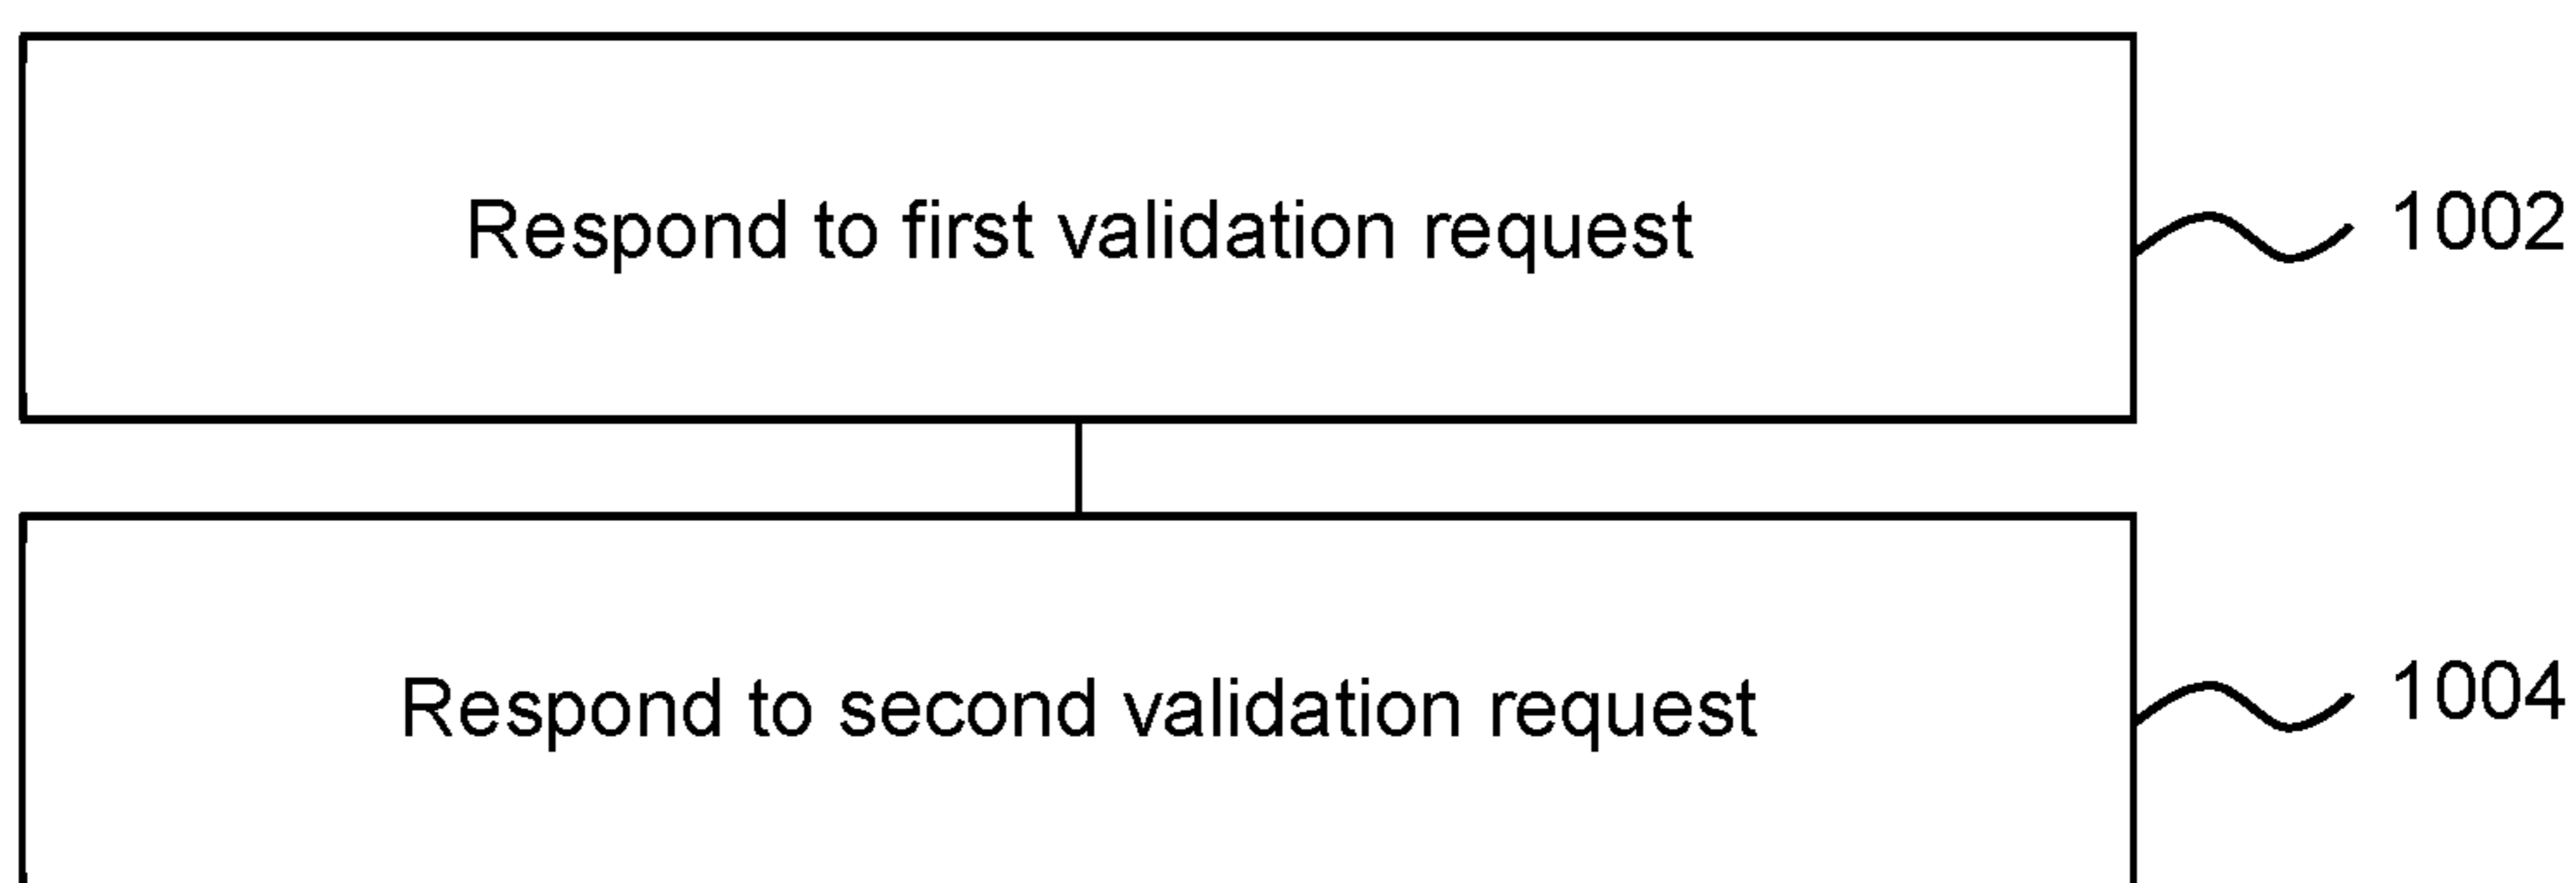 Respond to first validation request
1002
Respond to second validation request
1004